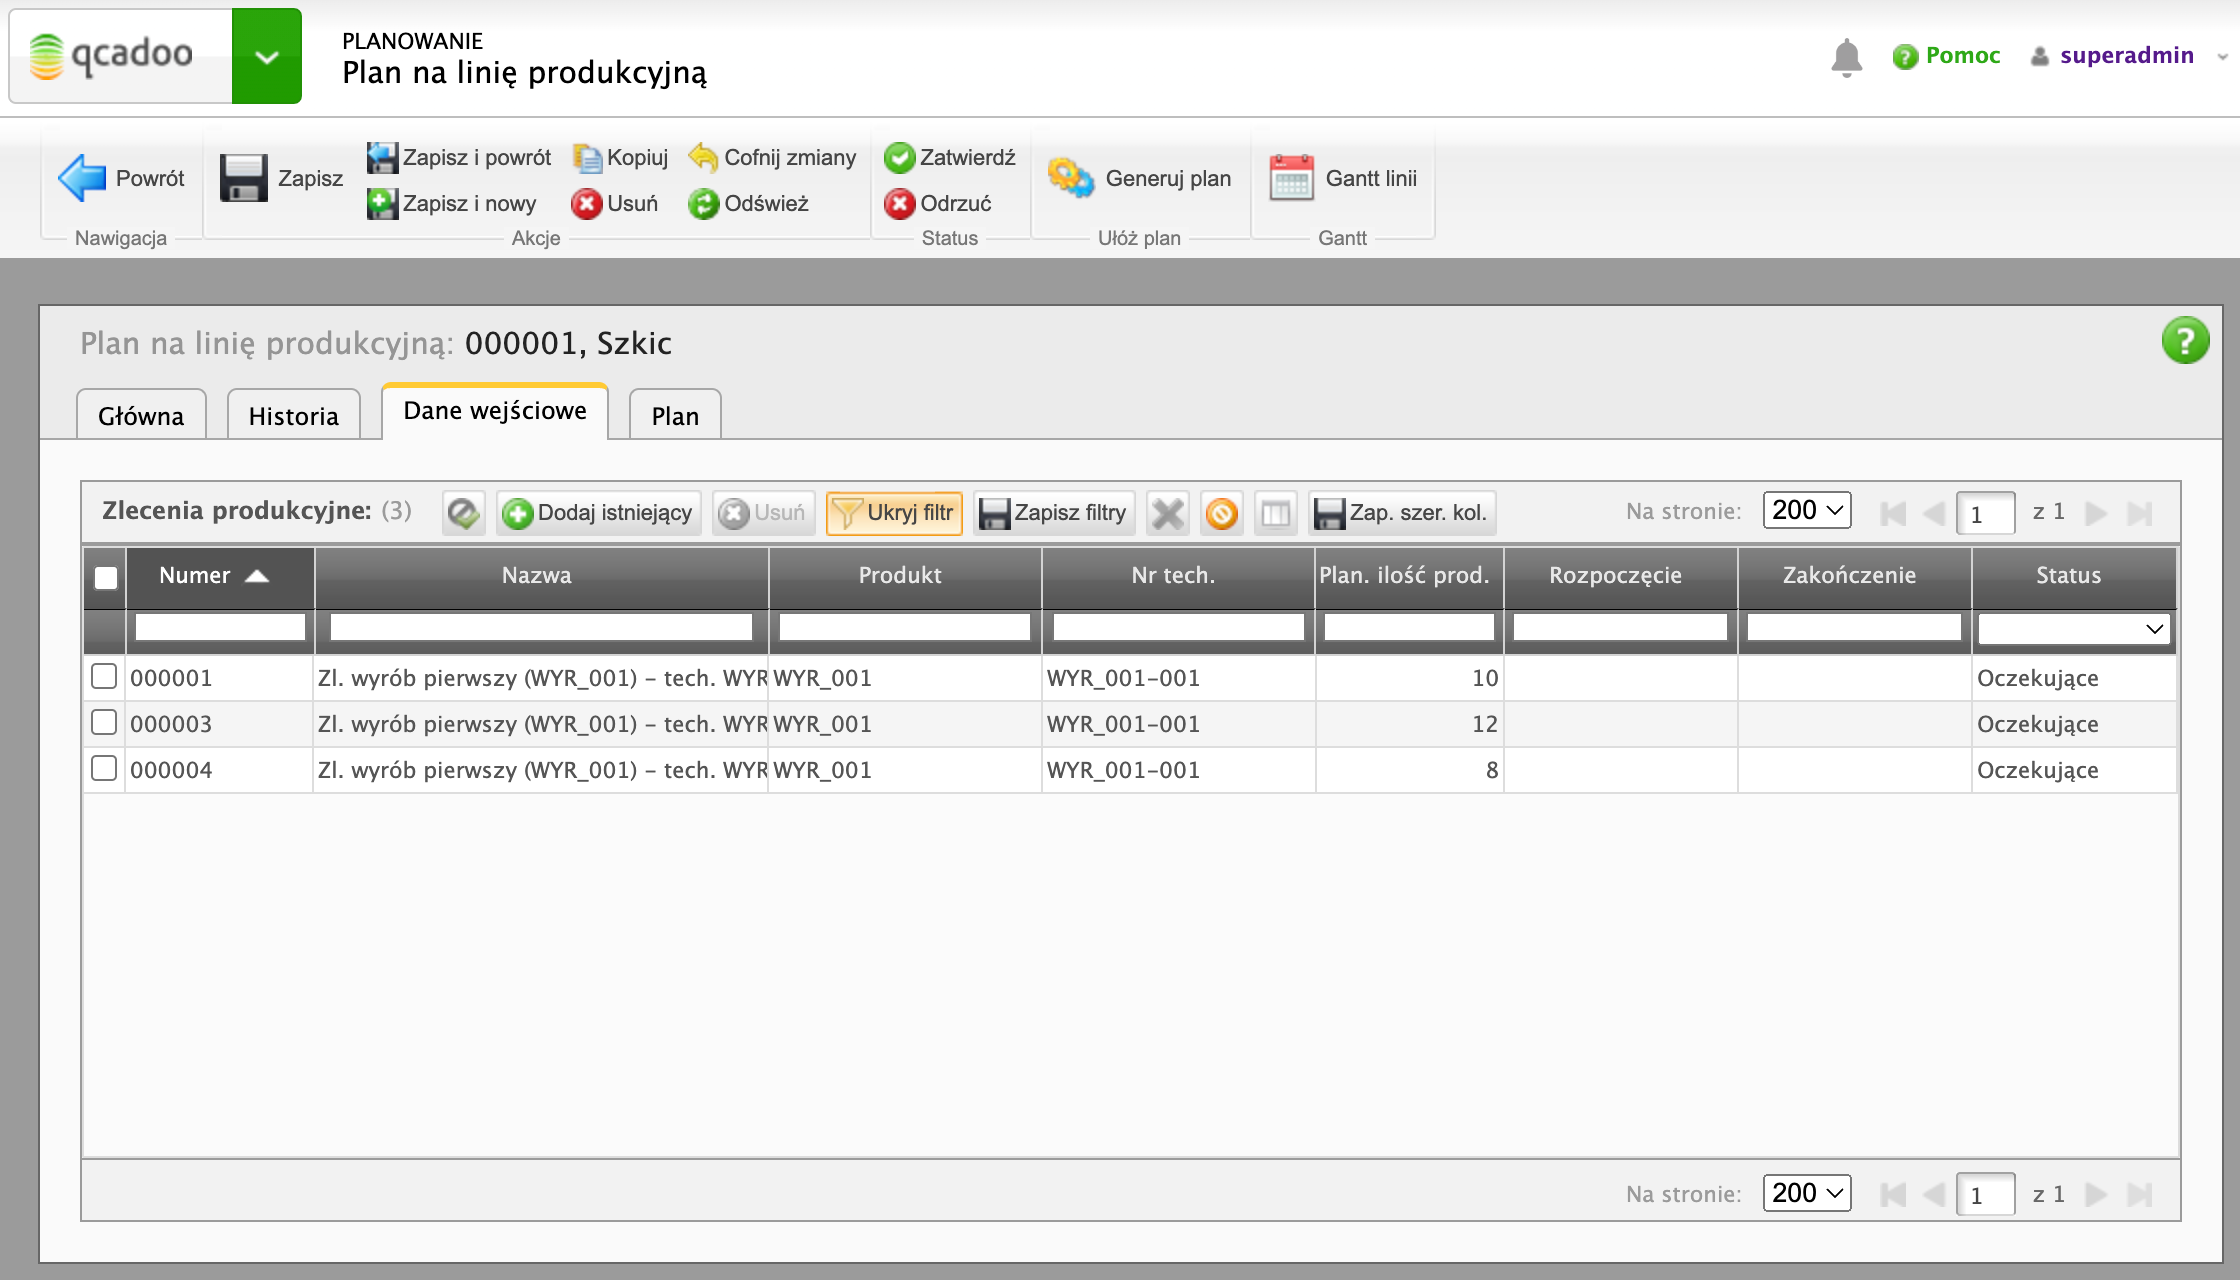 qcadoo
PLANOWANIE
Plan na linię produkcyjną
Pomoc
superadmin
Powrót
Nawigacja
Zapisz
Zapisz i powrót
Kopiuj
Cofnij zmiany
Zapisz i nowy
Usuń
Odśwież
Akcje
Zatwierdź
Odrzuć
Status
Generuj plan
Ułóż plan
Gantt linii
Gantt
Plan na linię produkcyjną: 000001, Szkic
Główna
Historia
Dane wejściowe
Plan
Zlecenia produkcyjne: (3) Dodaj istniejący Usuń Ukryj filtr Zapisz filtry Zap. szer. kol. Na stronie: 200 1 z 1
Numer Nazwa Produkt Nr tech. Plan. ilość prod. Rozpoczęcie Zakończenie Status
000001 Zl. wyrób pierwszy (WYR_001) – tech. WYR WYR_001 WYR_001-001 10 Oczekujące
000003 Zl. wyrób pierwszy (WYR_001) – tech. WYR WYR_001 WYR_001-001 12 Oczekujące
000004 Zl. wyrób pierwszy (WYR_001) – tech. WYR WYR_001 WYR_001-001 8 Oczekujące
Na stronie: 200 1 z 1